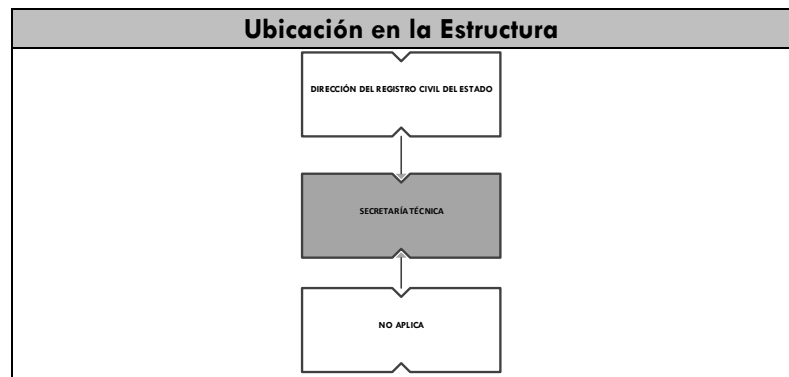 Ubicación en la Estructura
DIRECCIÓN DEL REGISTRO CIVIL DEL ESTADO
SECRETARÍA TÉCNICA
NO APLICA